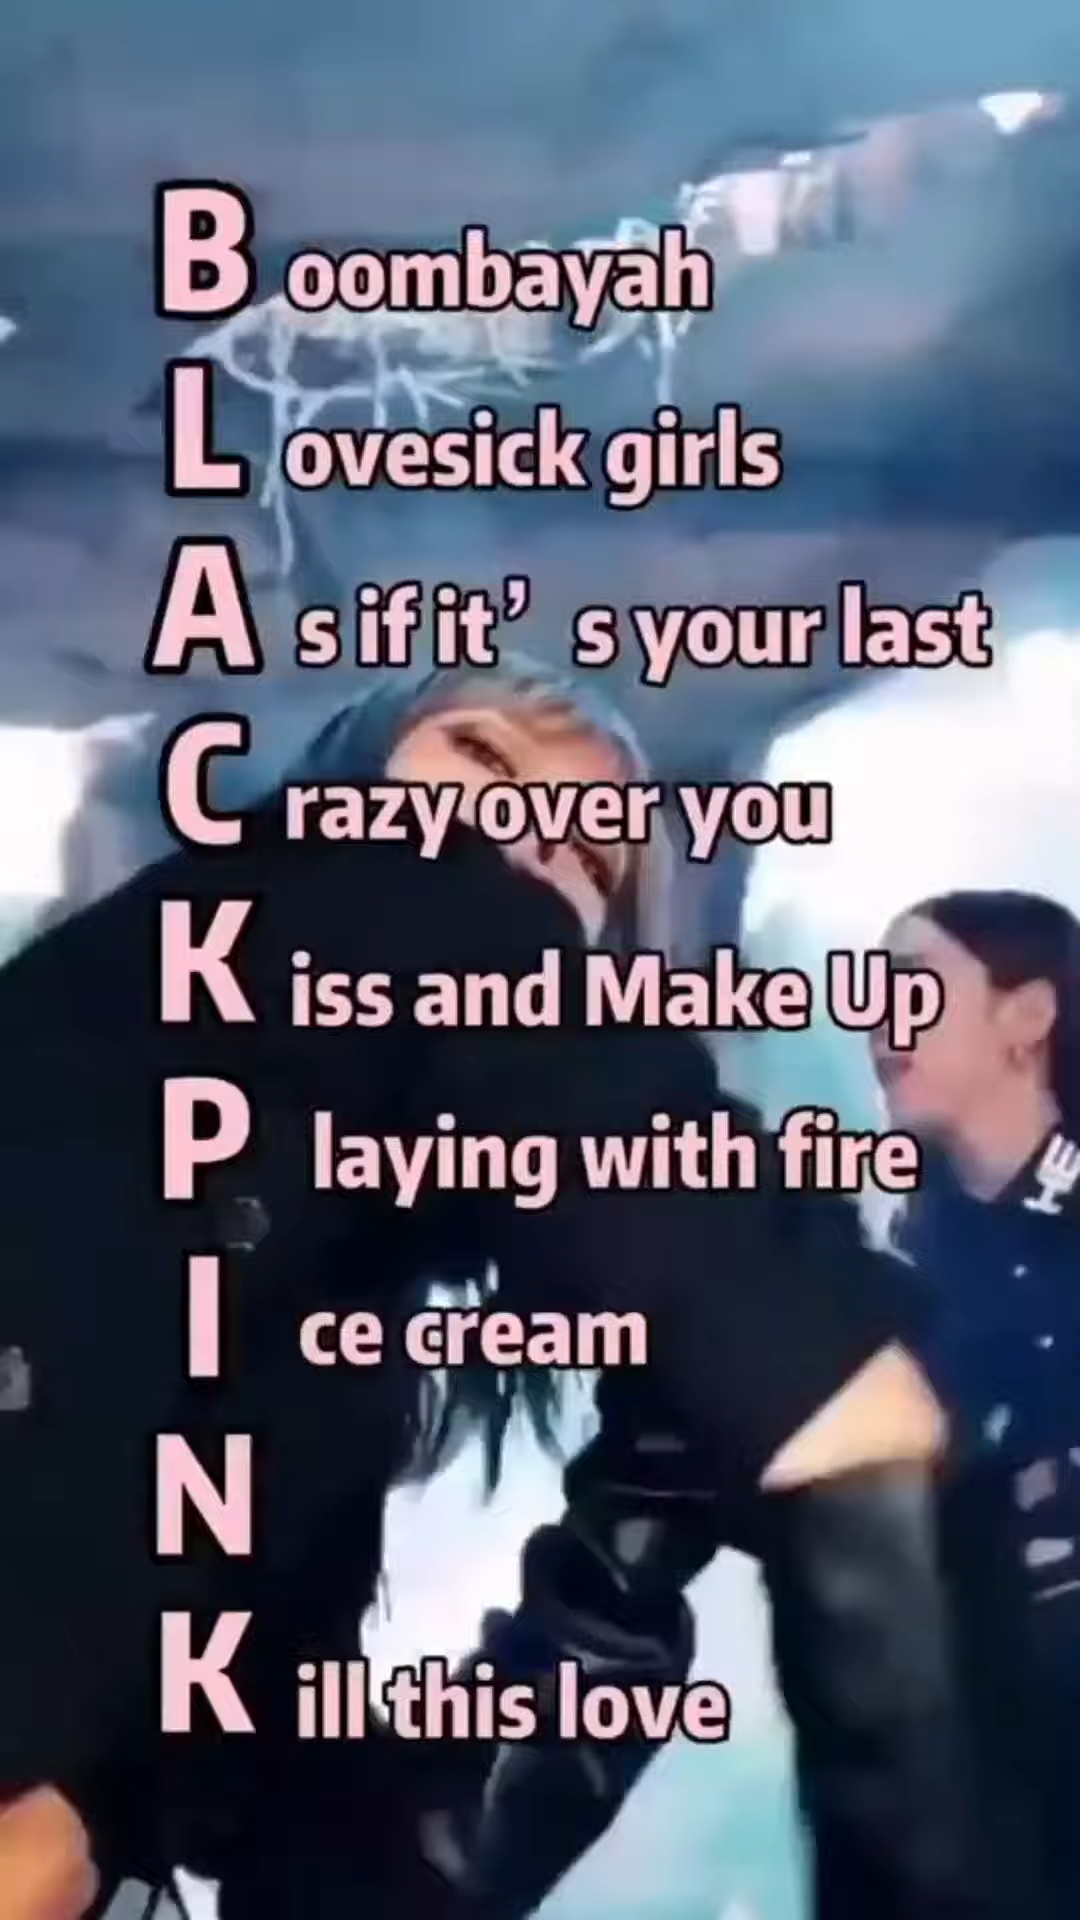 B oombayah
L ovesick girls
A s if it’s your last
C razy over you
K iss and Make Up
P laying with fire
I ce cream
N
K ill this love